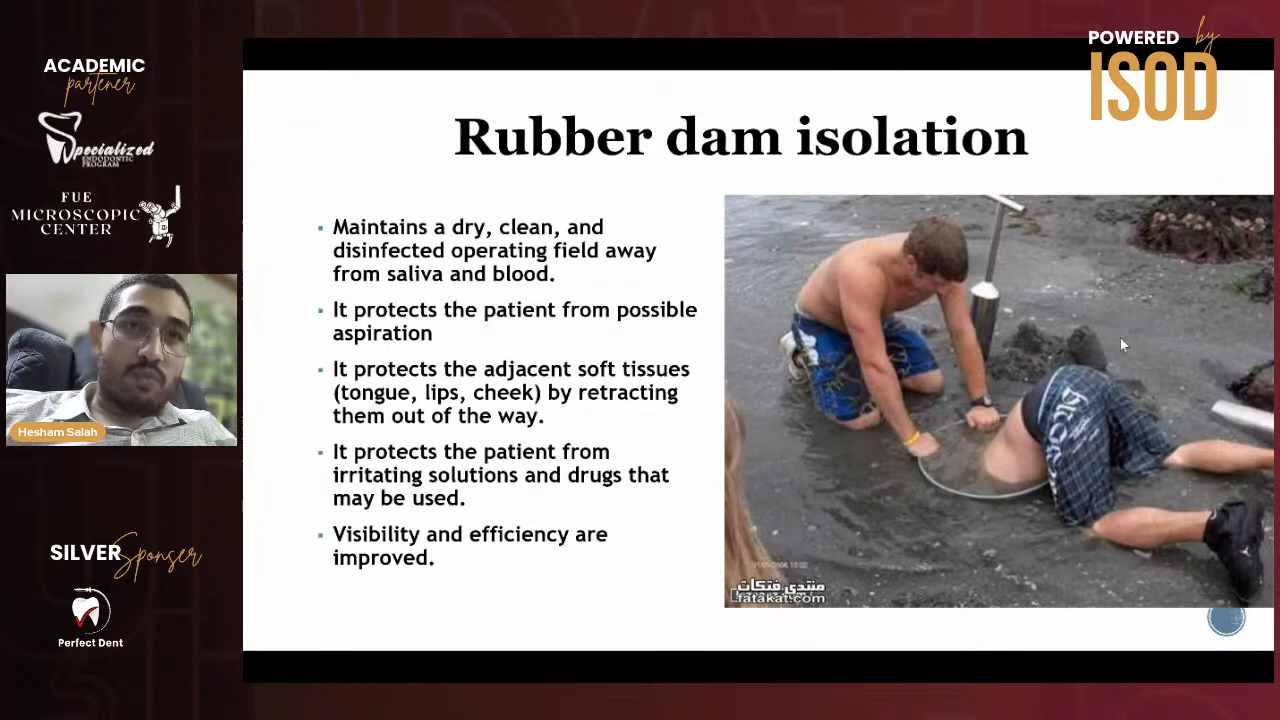 ACADEMIC
partener
Specialized
ENDODONTIC
PROGRAM
FUE
MICROSCOPIC
CENTER
Hesham Salah
SILVER Sponser
Perfect Dent
POWERED by
ISOD
Rubber dam isolation
Maintains a dry, clean, and
disinfected operating field away
from saliva and blood.
It protects the patient from possible
aspiration
It protects the adjacent soft tissues
(tongue, lips, cheek) by retracting
them out of the way.
It protects the patient from
irritating solutions and drugs that
may be used.
Visibility and efficiency are
improved.
منتدى فتكات
fatakat.com